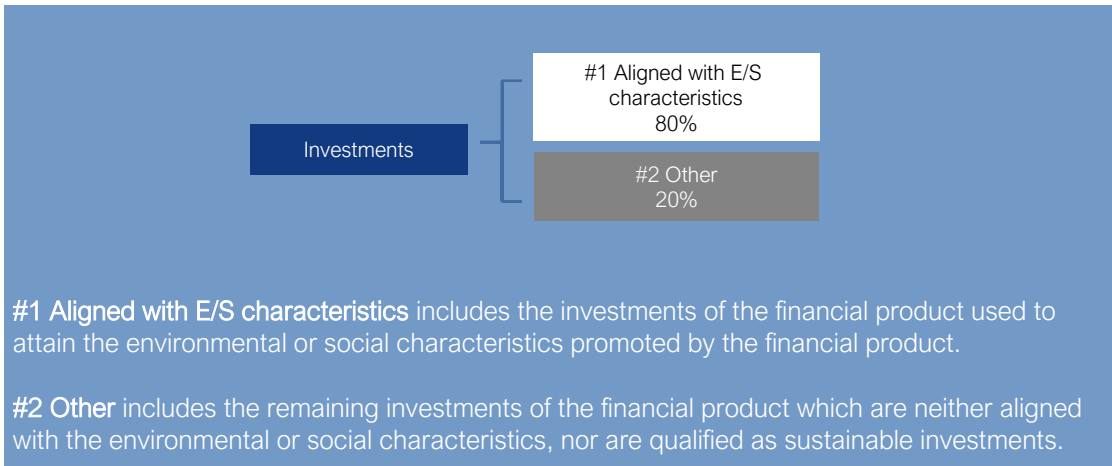 #1 Aligned with E/S
characteristics
80%
Investments
#2 Other
20%
#1 Aligned with E/S characteristics includes the investments of the financial product used to
attain the environmental or social characteristics promoted by the financial product.
#2 Other includes the remaining investments of the financial product which are neither aligned
with the environmental or social characteristics, nor are qualified as sustainable investments.